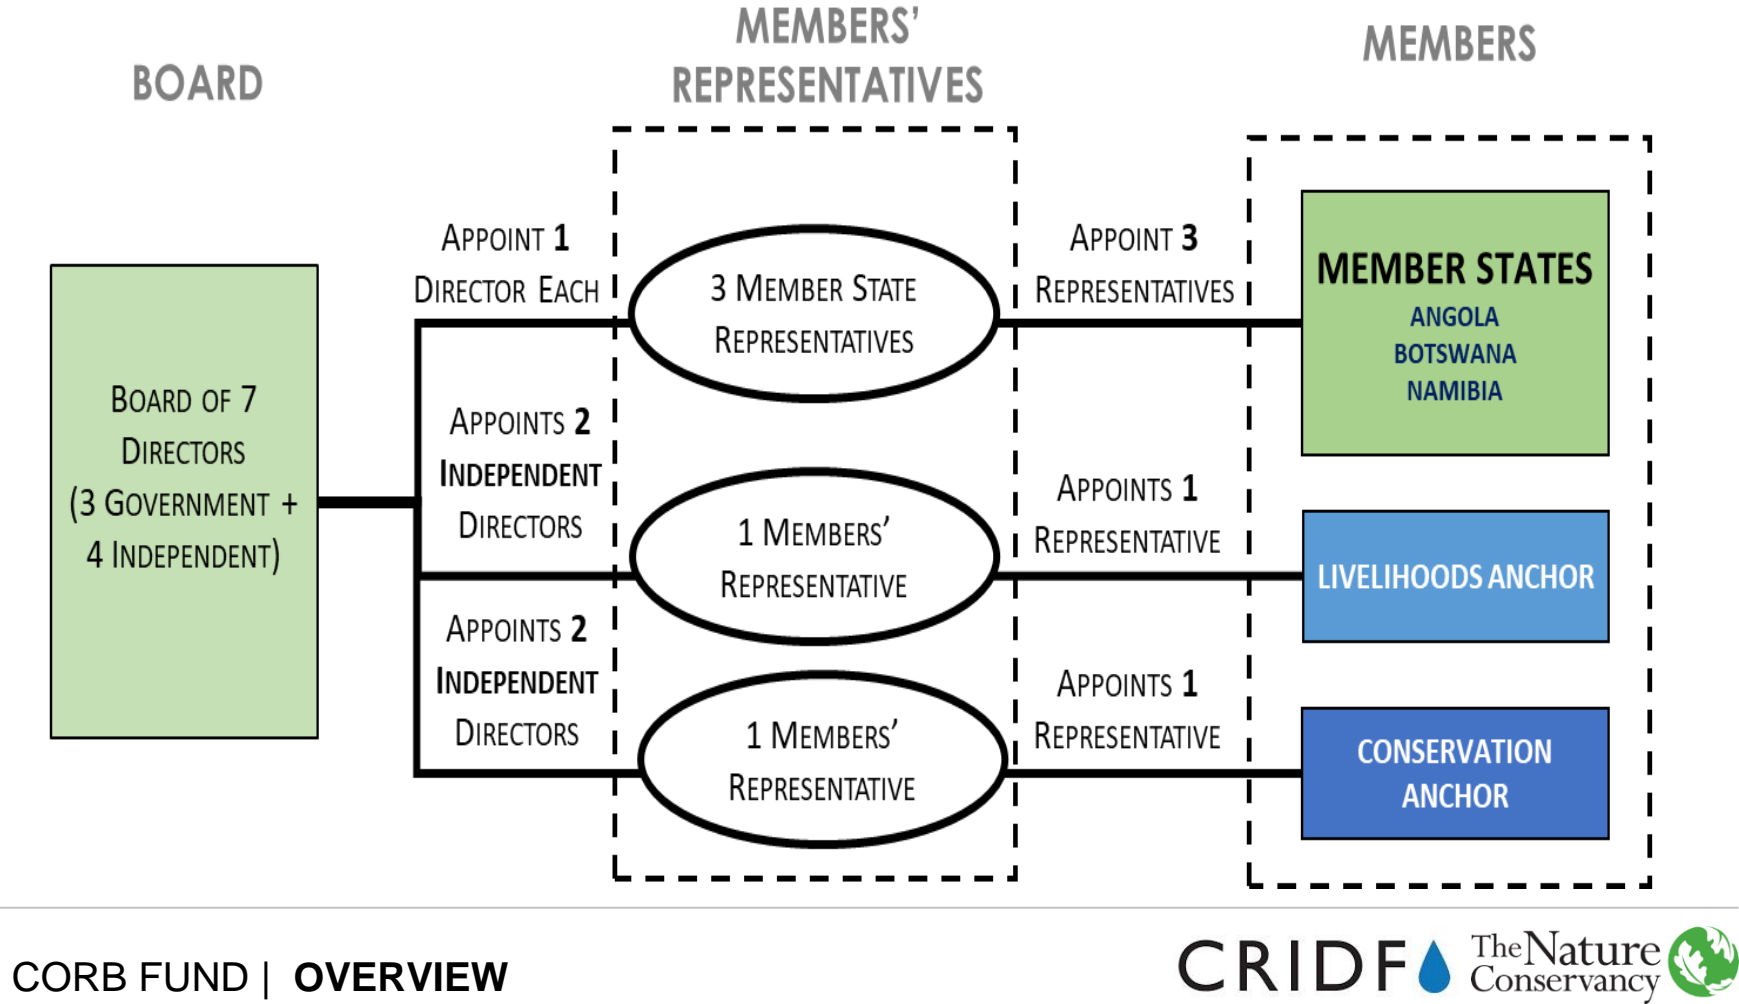 BOARD
MEMBERS'
REPRESENTATIVES
MEMBERS
BOARD OF 7
DIRECTORS
(3 GOVERNMENT +
4 INDEPENDENT)
APPOINT 1
DIRECTOR EACH
APPOINTS 2
INDEPENDENT
DIRECTORS
APPOINTS 2
INDEPENDENT
DIRECTORS
3 MEMBER STATE
REPRESENTATIVES
1 MEMBERS'
REPRESENTATIVE
1 MEMBERS'
REPRESENTATIVE
APPOINT 3
REPRESENTATIVES
APPOINTS 1
REPRESENTATIVE
APPOINTS 1
REPRESENTATIVE
MEMBER STATES
ANGOLA
BOTSWANA
NAMIBIA
LIVELIHOODS ANCHOR
CONSERVATION
ANCHOR
CORB FUND | OVERVIEW
CRIDF
The Nature
Conservancy